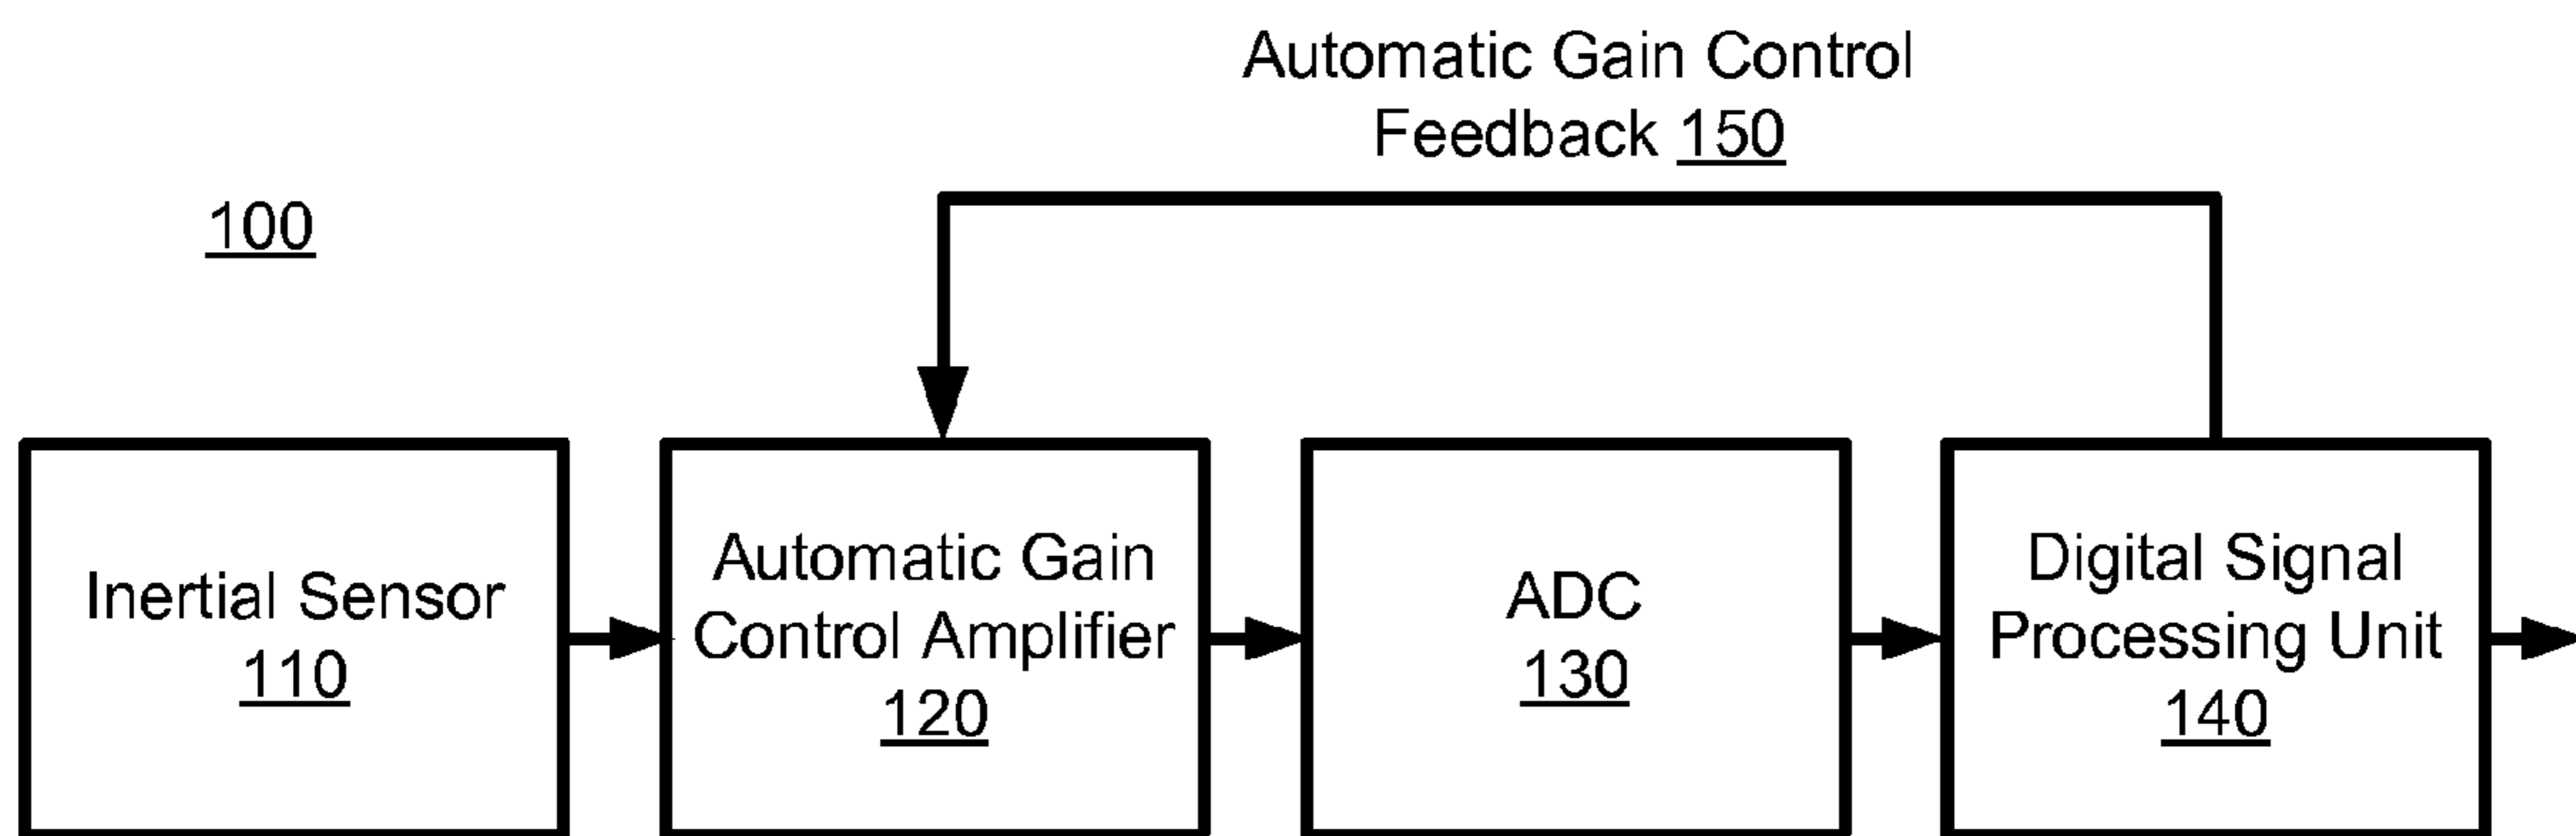 Automatic Gain Control
Feedback 150
100
Inertial Sensor
110
Automatic Gain
Control Amplifier
120
ADC
130
Digital Signal
Processing Unit
140